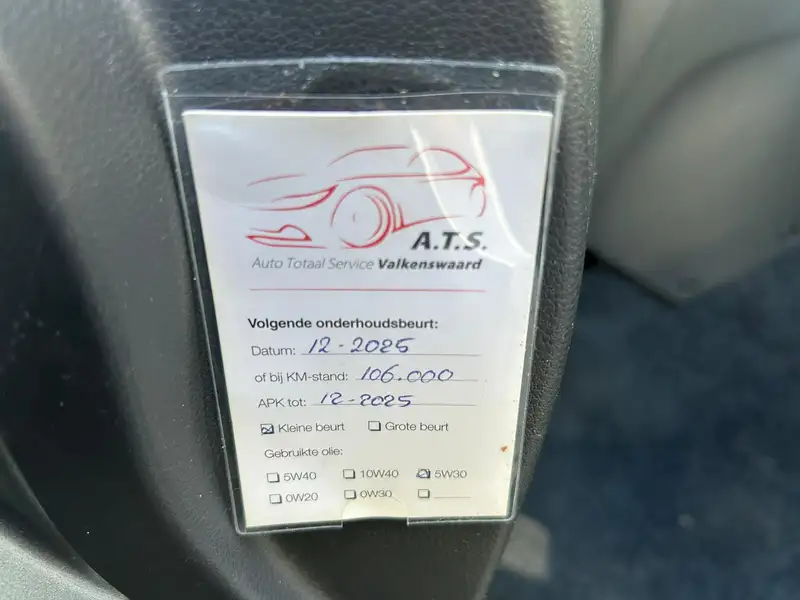 A.T.S.
Auto Totaal Service Valkenswaard
Volgende onderhoudsbeurt:
Datum: 12-2025
of bij KM-stand: 106.000
APK tot: 12-2025
Kleine beurt Grote beurt
Gebruikte olie:
5W40 10W40 5W30
0W20 0W30